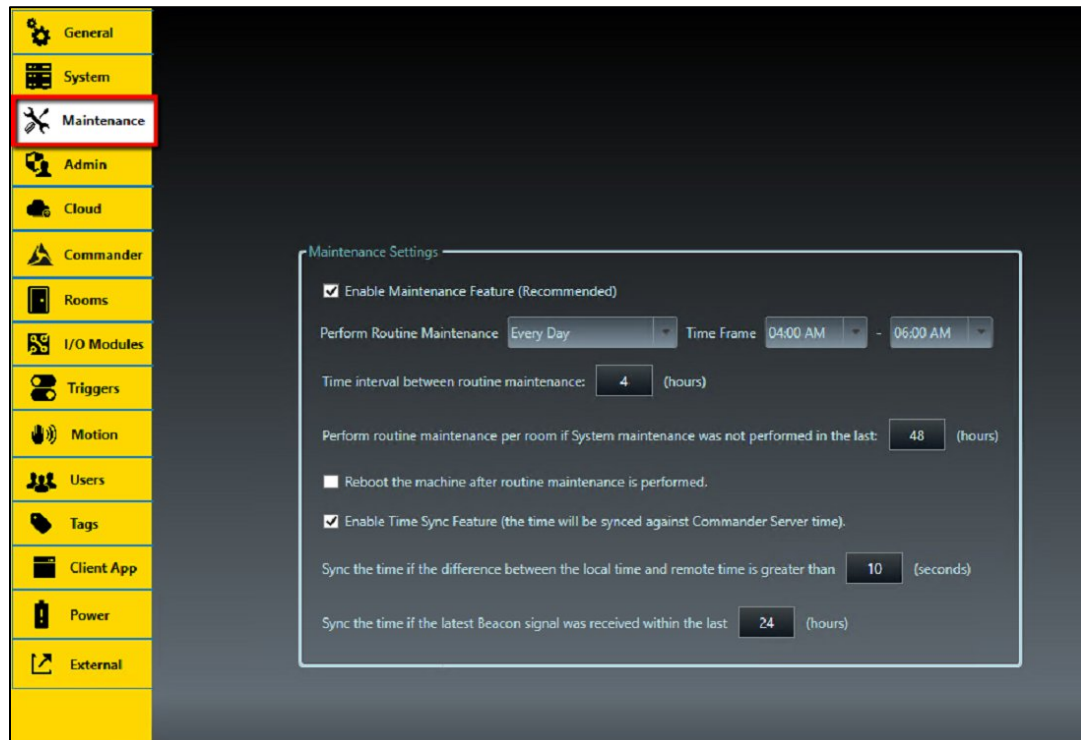 General
System
Maintenance
Admin
Cloud
Commander
Rooms
I/O Modules
Triggers
Motion
Users
Tags
Client App
Power
External
Maintenance Settings
Enable Maintenance Feature (Recommended)
Perform Routine Maintenance Every Day Time Frame 04:00 AM - 06:00 AM
Time interval between routine maintenance: 4 (hours)
Perform routine maintenance per room if System maintenance was not performed in the last: 48 (hours)
Reboot the machine after routine maintenance is performed.
Enable Time Sync Feature (the time will be synced against Commander Server time).
Sync the time if the difference between the local time and remote time is greater than 10 (seconds)
Sync the time if the latest Beacon signal was received within the last 24 (hours)